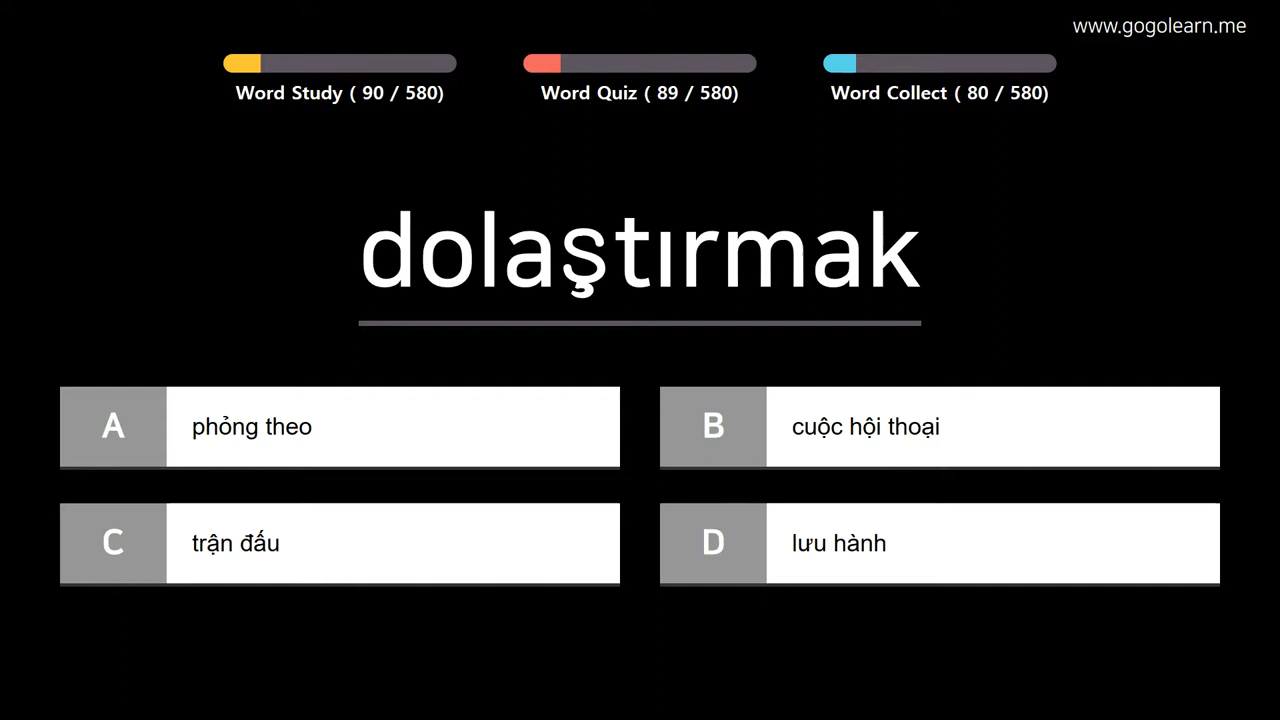 www.gogolearn.me
Word Study ( 90 / 580)
Word Quiz ( 89 / 580)
Word Collect ( 80 / 580)
dolaştırmak
A phỏng theo
B cuộc hội thoại
C trận đấu
D lưu hành